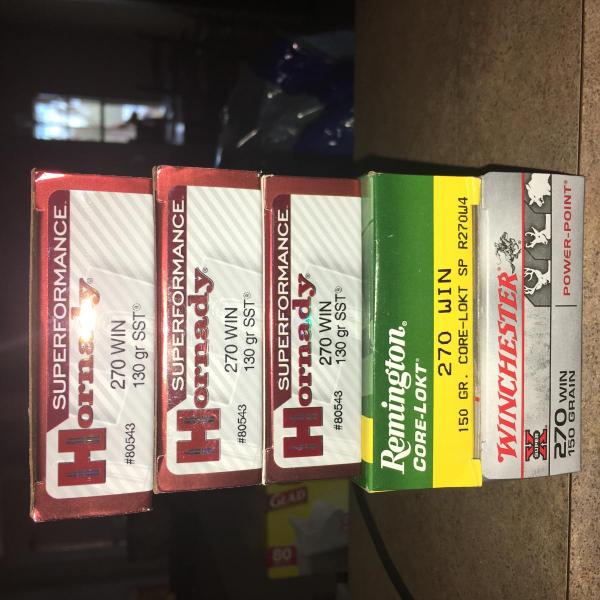 SUPERFORMANCE®
Hornady®
270 WIN
130 gr SST®
#80543
SUPERFORMANCE®
Hornady®
270 WIN
130 gr SST®
#80543
SUPERFORMANCE®
Hornady®
270 WIN
130 gr SST®
#80543
Remington®
CORE-LOKT®
270 WIN
150 GR. CORE-LOKT SP R270W4
WINCHESTER
POWER-POINT®
SUPER X
270 WIN
150 GRAIN
GLAD
80